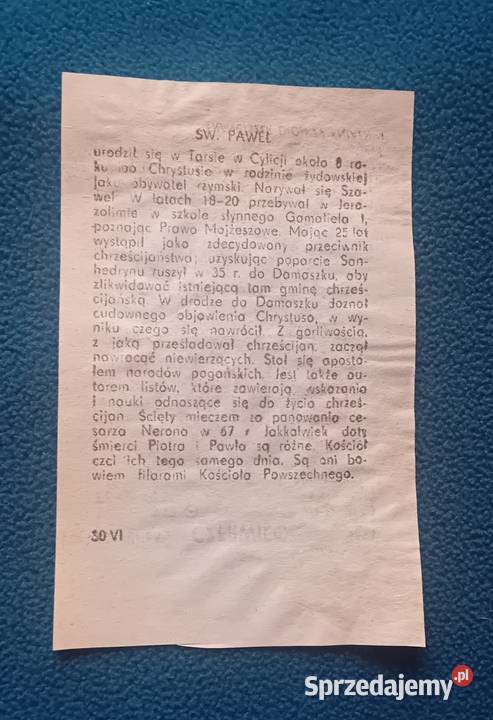 ŚW. PAWEŁ
urodził się w Tarsie w Cylicji około 8 ro-
ku po Chrystusie w rodzinie żydowskiej
jako obywatel rzymski. Nazywał się Sza-
weł. W latach 18-20 przebywał w Jero-
zolimie w szkole słynnego Gamaliela I,
poznając Prawo Mojżeszowe. Mając 25 lat
wystąpił jako zdecydowany przeciwnik
chrześcijaństwa; uzyskując poparcie San-
hedrynu ruszył w 35 r. do Damaszku, aby
zlikwidować istniejącą tam gminę chrześ-
cijańską. W drodze do Damaszku doznał
cudownego objawienia Chrystusa, w wy-
niku czego się nawrócił. Z gorliwością,
z jaką prześladował chrześcijan, zaczął
nawracać niewierzących. Stał się aposto-
łem narodów pogańskich. Jest także au-
torem listów, które zawierają wskazania
i nauki odnoszące się do życia chrześ-
cijan. Ścięty mieczem za panowania ce-
sarza Nerona w 67 r. Jakkolwiek daty
śmierci Piotra i Pawła są różne, Kościół
czci ich tego samego dnia. Są oni bo-
wiem filarami Kościoła Powszechnego.
30 VI
CZERWIEC
Sprzedajemy.pl